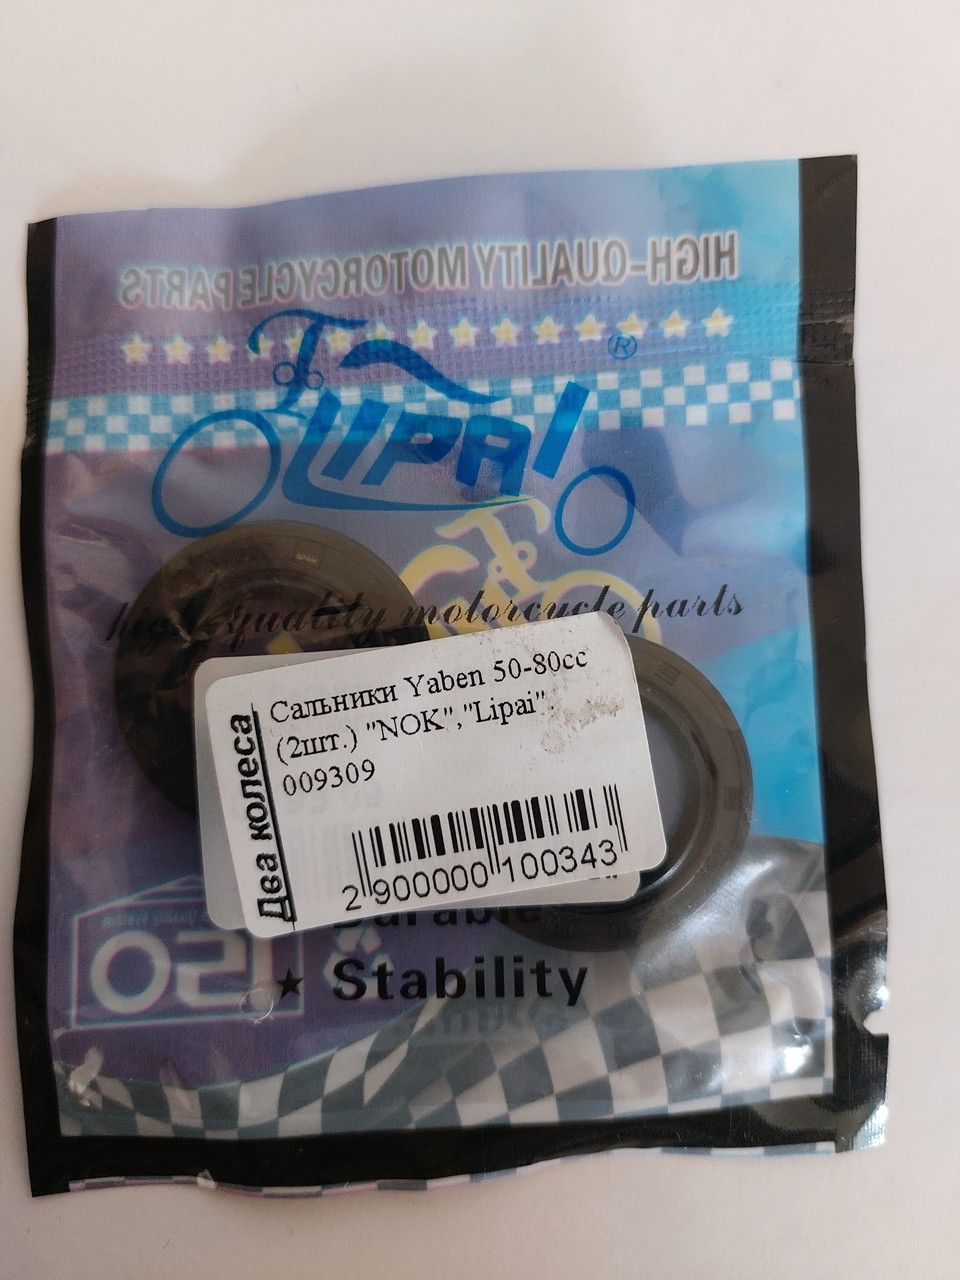 HIGH-QUALITY MOTORCYCLE PARTS
®
LIPAI
high-quality motorcycle parts
Два колеса
Сальники Yaben 50-80cc
(2шт.) "NOK","Lipai"
009309
2 900000 100343
Durable
★ Stability
ISO